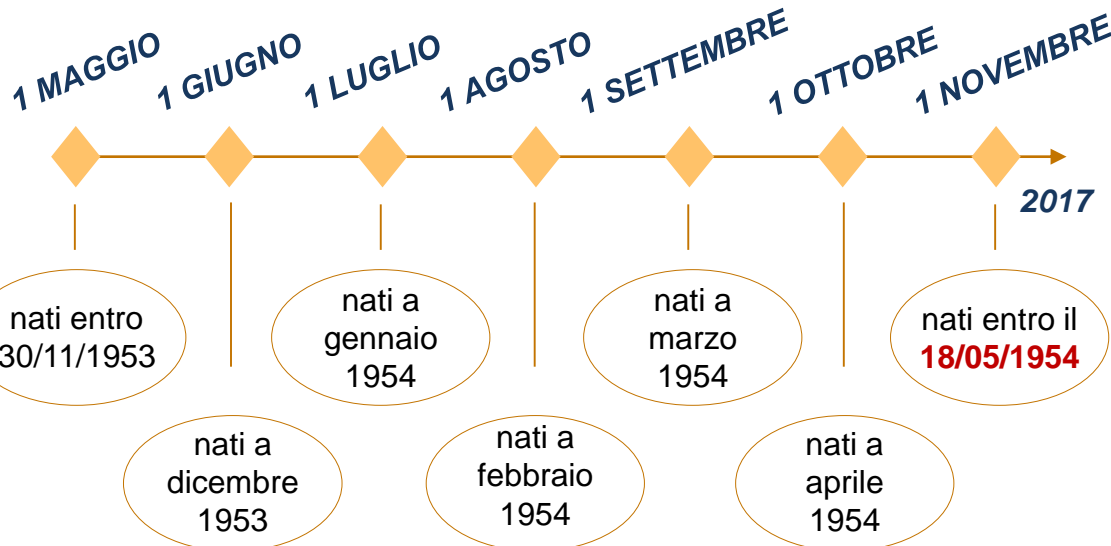 1 MAGGIO
1 GIUGNO
1 LUGLIO
1 AGOSTO
1 SETTEMBRE
1 OTTOBRE
1 NOVEMBRE
2017
nati entro
30/11/1953
nati a
dicembre
1953
nati a
gennaio
1954
nati a
febbraio
1954
nati a
marzo
1954
nati a
aprile
1954
nati entro il
18/05/1954